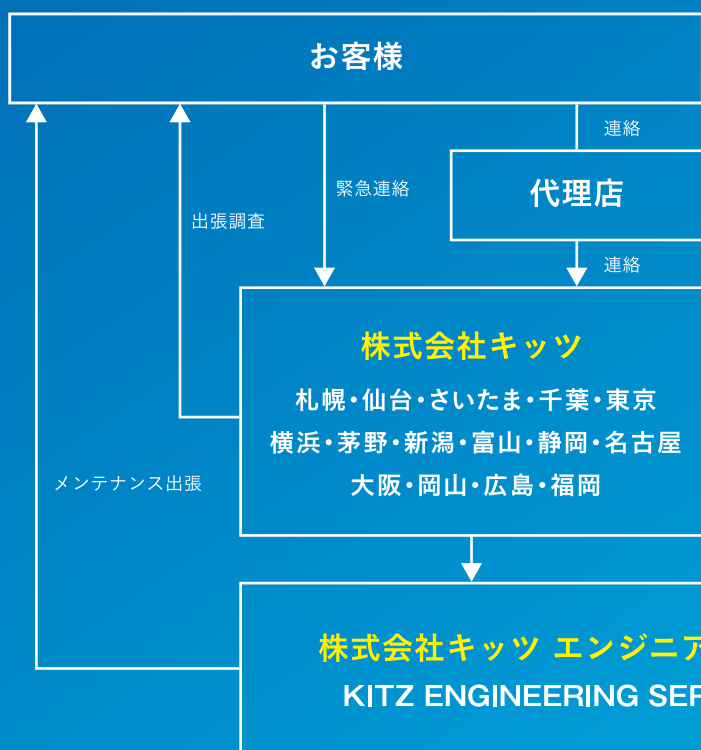 お客様
連絡
代理店
緊急連絡
出張調査
連絡
株式会社キッツ
札幌・仙台・さいたま・千葉・東京
横浜・茅野・新潟・富山・静岡・名古屋
大阪・岡山・広島・福岡
メンテナンス出張
株式会社キッツ エンジニア
KITZ ENGINEERING SER